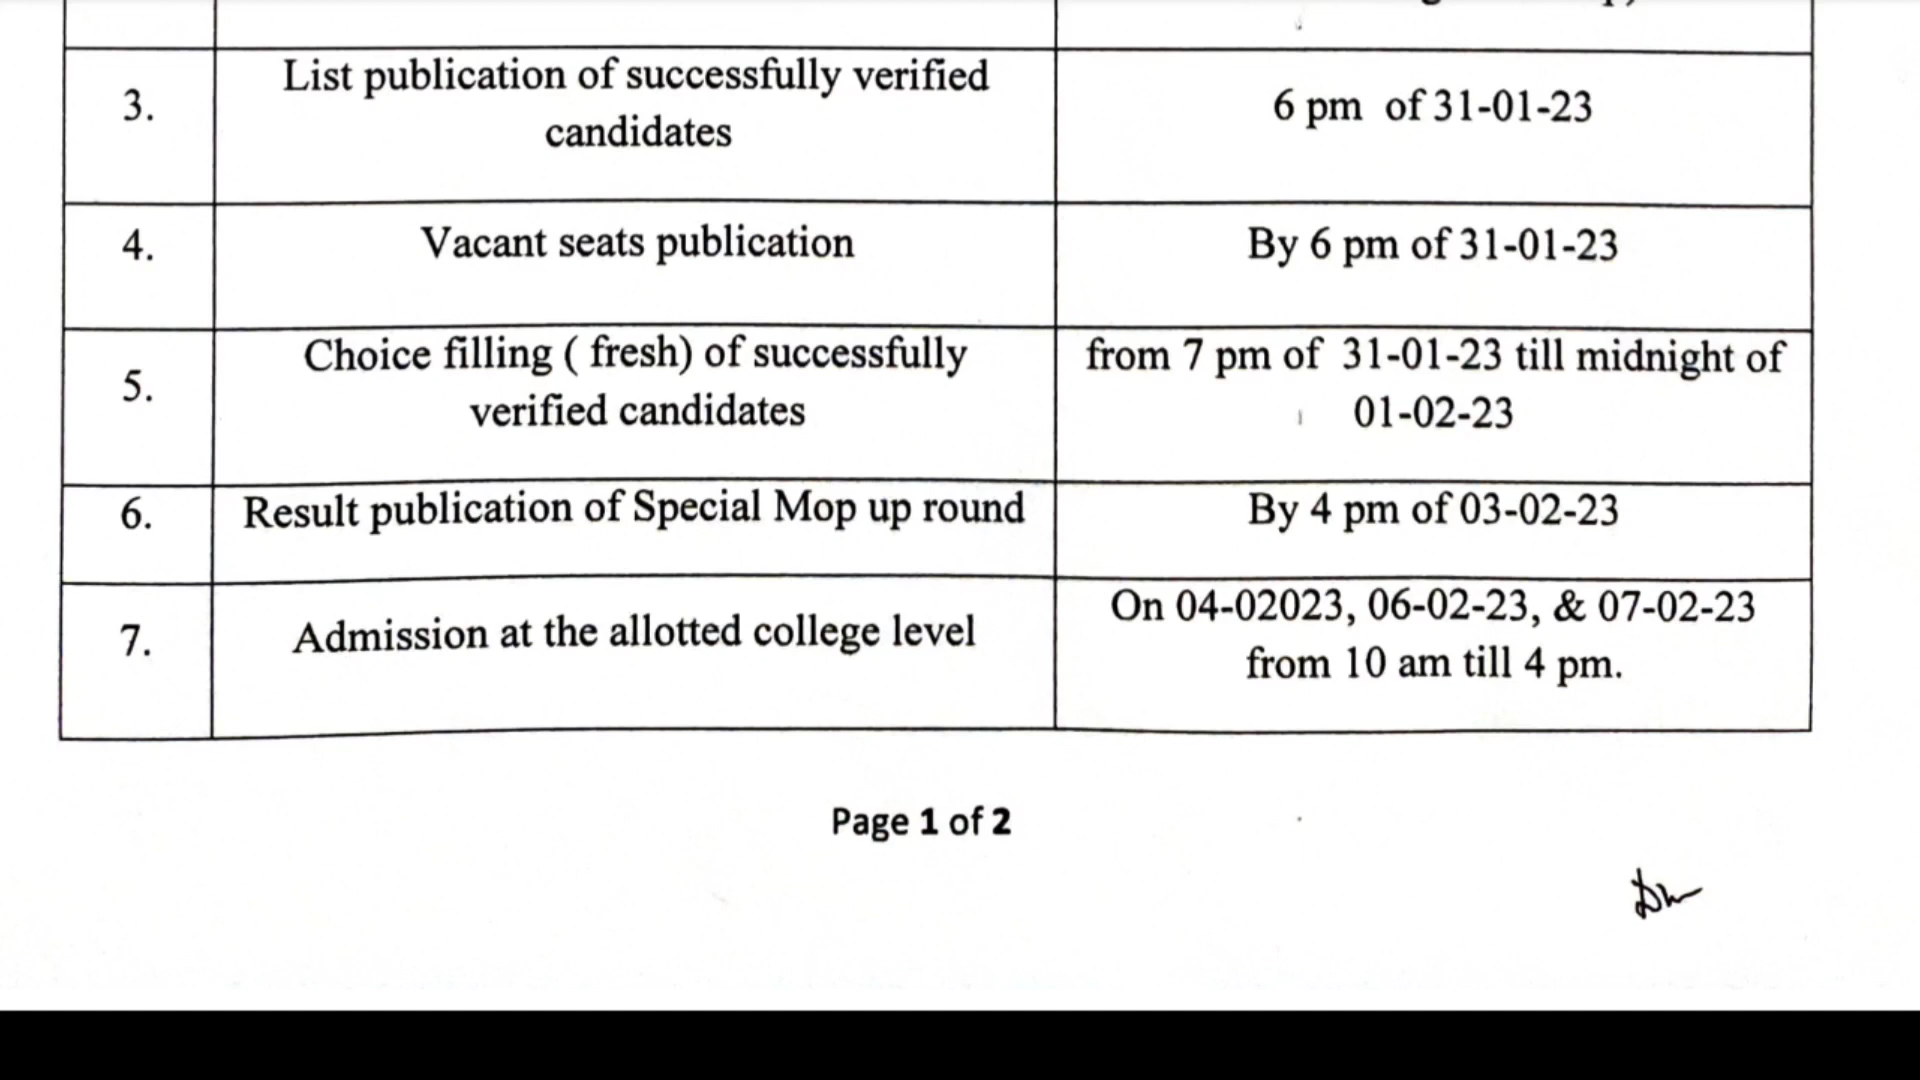 3.
List publication of successfully verified
candidates
6 pm of 31-01-23
4.
Vacant seats publication
By 6 pm of 31-01-23
5.
Choice filling ( fresh) of successfully
verified candidates
from 7 pm of 31-01-23 till midnight of
01-02-23
6.
Result publication of Special Mop up round
By 4 pm of 03-02-23
7.
Admission at the allotted college level
On 04-02023, 06-02-23, & 07-02-23
from 10 am till 4 pm.
Page 1 of 2